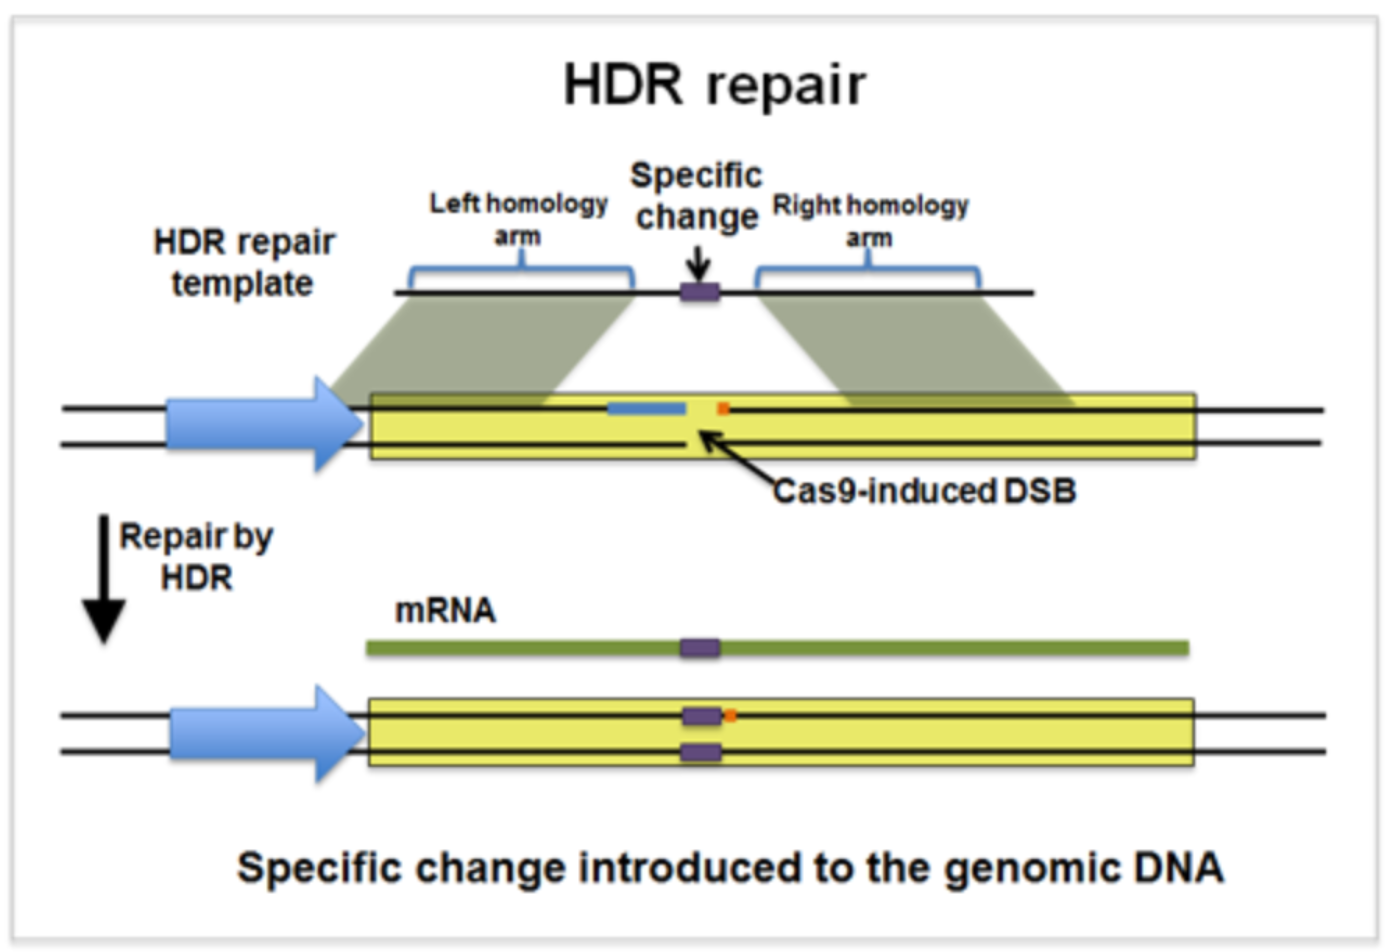 HDR repair
Specific
change
Left homology
arm
Right homology
arm
HDR repair
template
Cas9-induced DSB
Repair by
HDR
mRNA
Specific change introduced to the genomic DNA